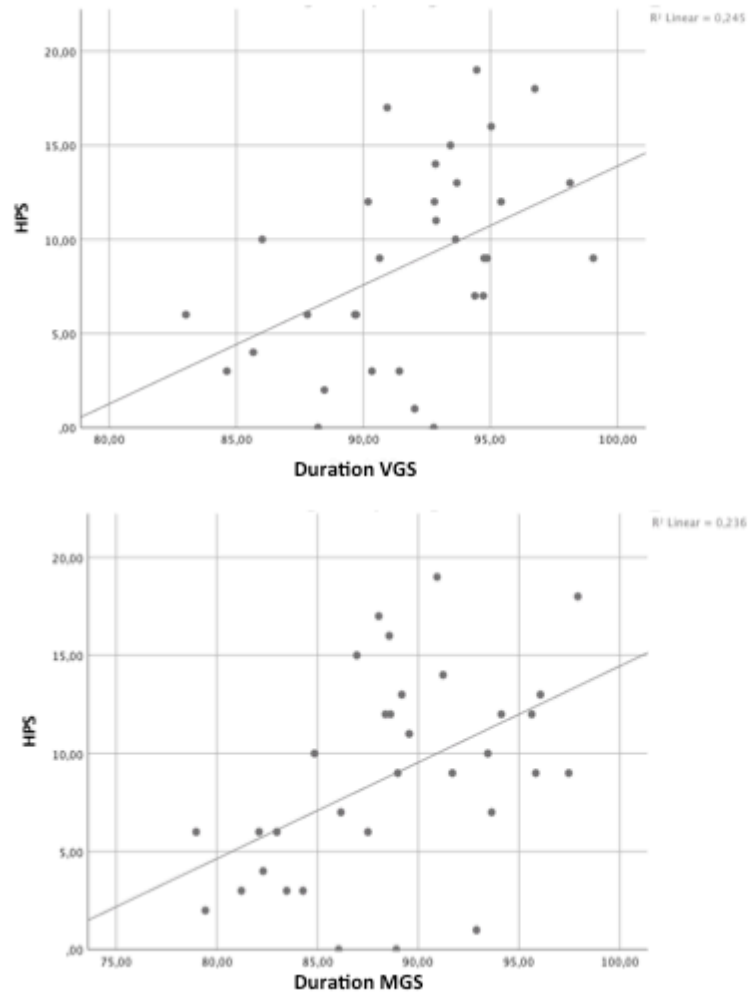 R² Linear = 0,245
20,00
15,00
HPS
10,00
5,00
,00
80,00 85,00 90,00 95,00 100,00
Duration VGS
R² Linear = 0,236
20,00
15,00
HPS
10,00
5,00
,00
75,00 80,00 85,00 90,00 95,00 100,00
Duration MGS